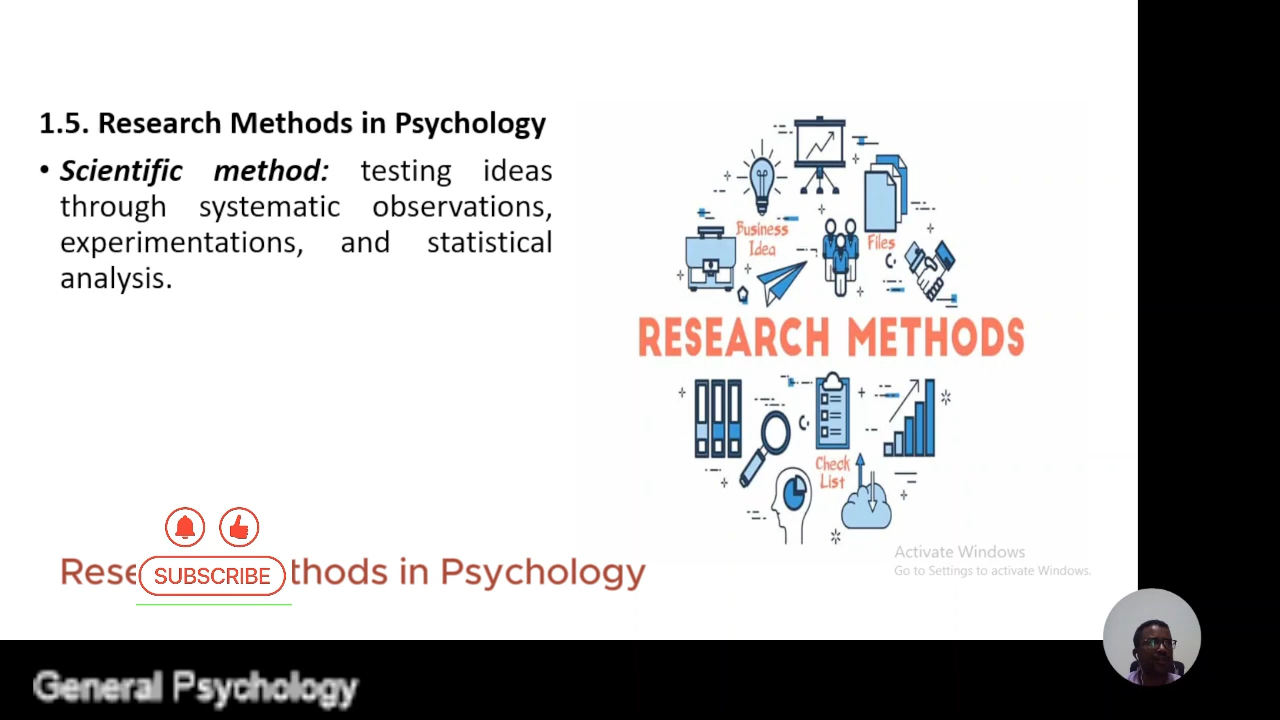 1.5. Research Methods in Psychology
• Scientific method: testing ideas
through systematic observations,
experimentations, and statistical
analysis.
Business
Idea
Files
RESEARCH METHODS
Check
List
Activate Windows
Go to Settings to activate Windows.
SUBSCRIBE
Rese thods in Psychology
General Psychology